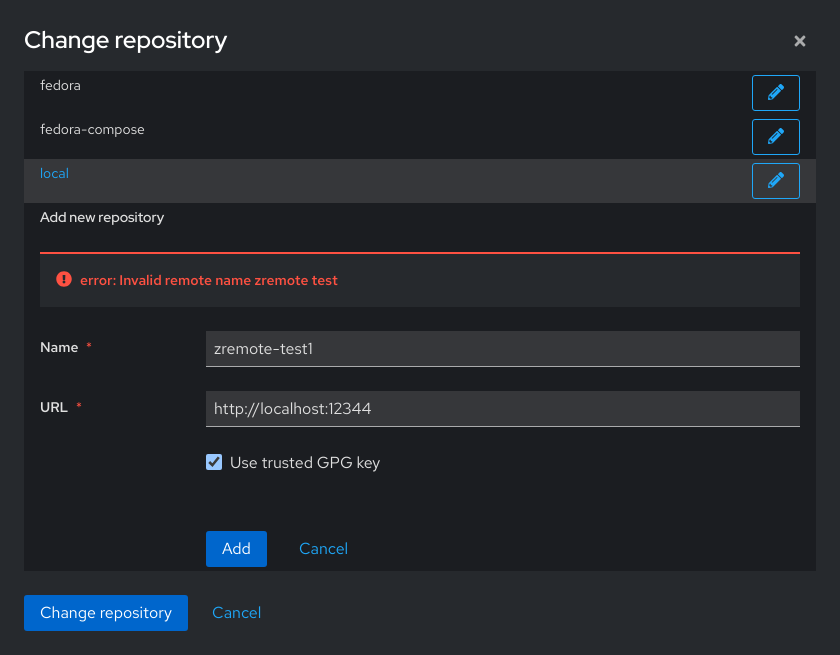 Change repository
fedora
fedora-compose
local
Add new repository
error: Invalid remote name zremote test
Name *
zremote-test1
URL *
http://localhost:12344
Use trusted GPG key
Add Cancel
Change repository Cancel